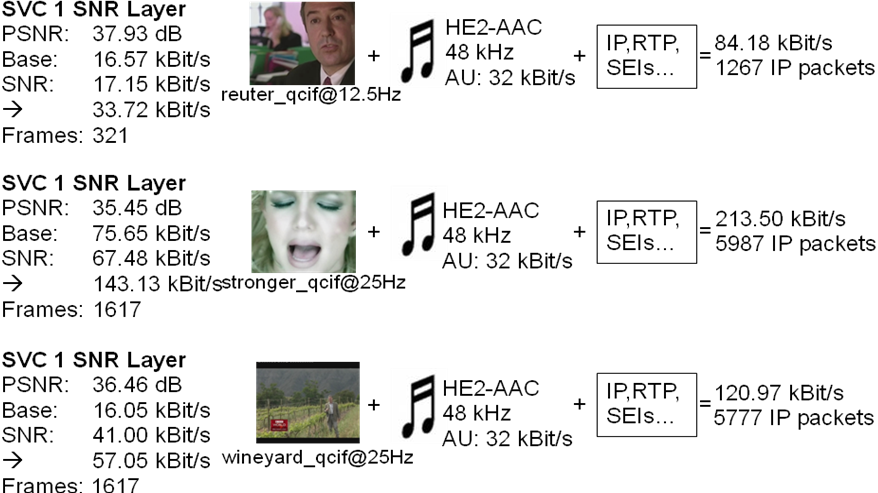 SVC 1 SNR Layer
PSNR: 37.93 dB
Base: 16.57 kBit/s
SNR: 17.15 kBit/s
→ 33.72 kBit/s
Frames: 321
reuter_qcif@12.5Hz
+
HE2-AAC
48 kHz
AU: 32 kBit/s
+
IP,RTP,
SEIs...
= 84.18 kBit/s
1267 IP packets
SVC 1 SNR Layer
PSNR: 35.45 dB
Base: 75.65 kBit/s
SNR: 67.48 kBit/s
→ 143.13 kBit/s
Frames: 1617
stronger_qcif@25Hz
+
HE2-AAC
48 kHz
AU: 32 kBit/s
+
IP,RTP,
SEIs...
= 213.50 kBit/s
5987 IP packets
SVC 1 SNR Layer
PSNR: 36.46 dB
Base: 16.05 kBit/s
SNR: 41.00 kBit/s
→ 57.05 kBit/s
Frames: 1617
wineyard_qcif@25Hz
+
HE2-AAC
48 kHz
AU: 32 kBit/s
+
IP,RTP,
SEIs...
= 120.97 kBit/s
5777 IP packets